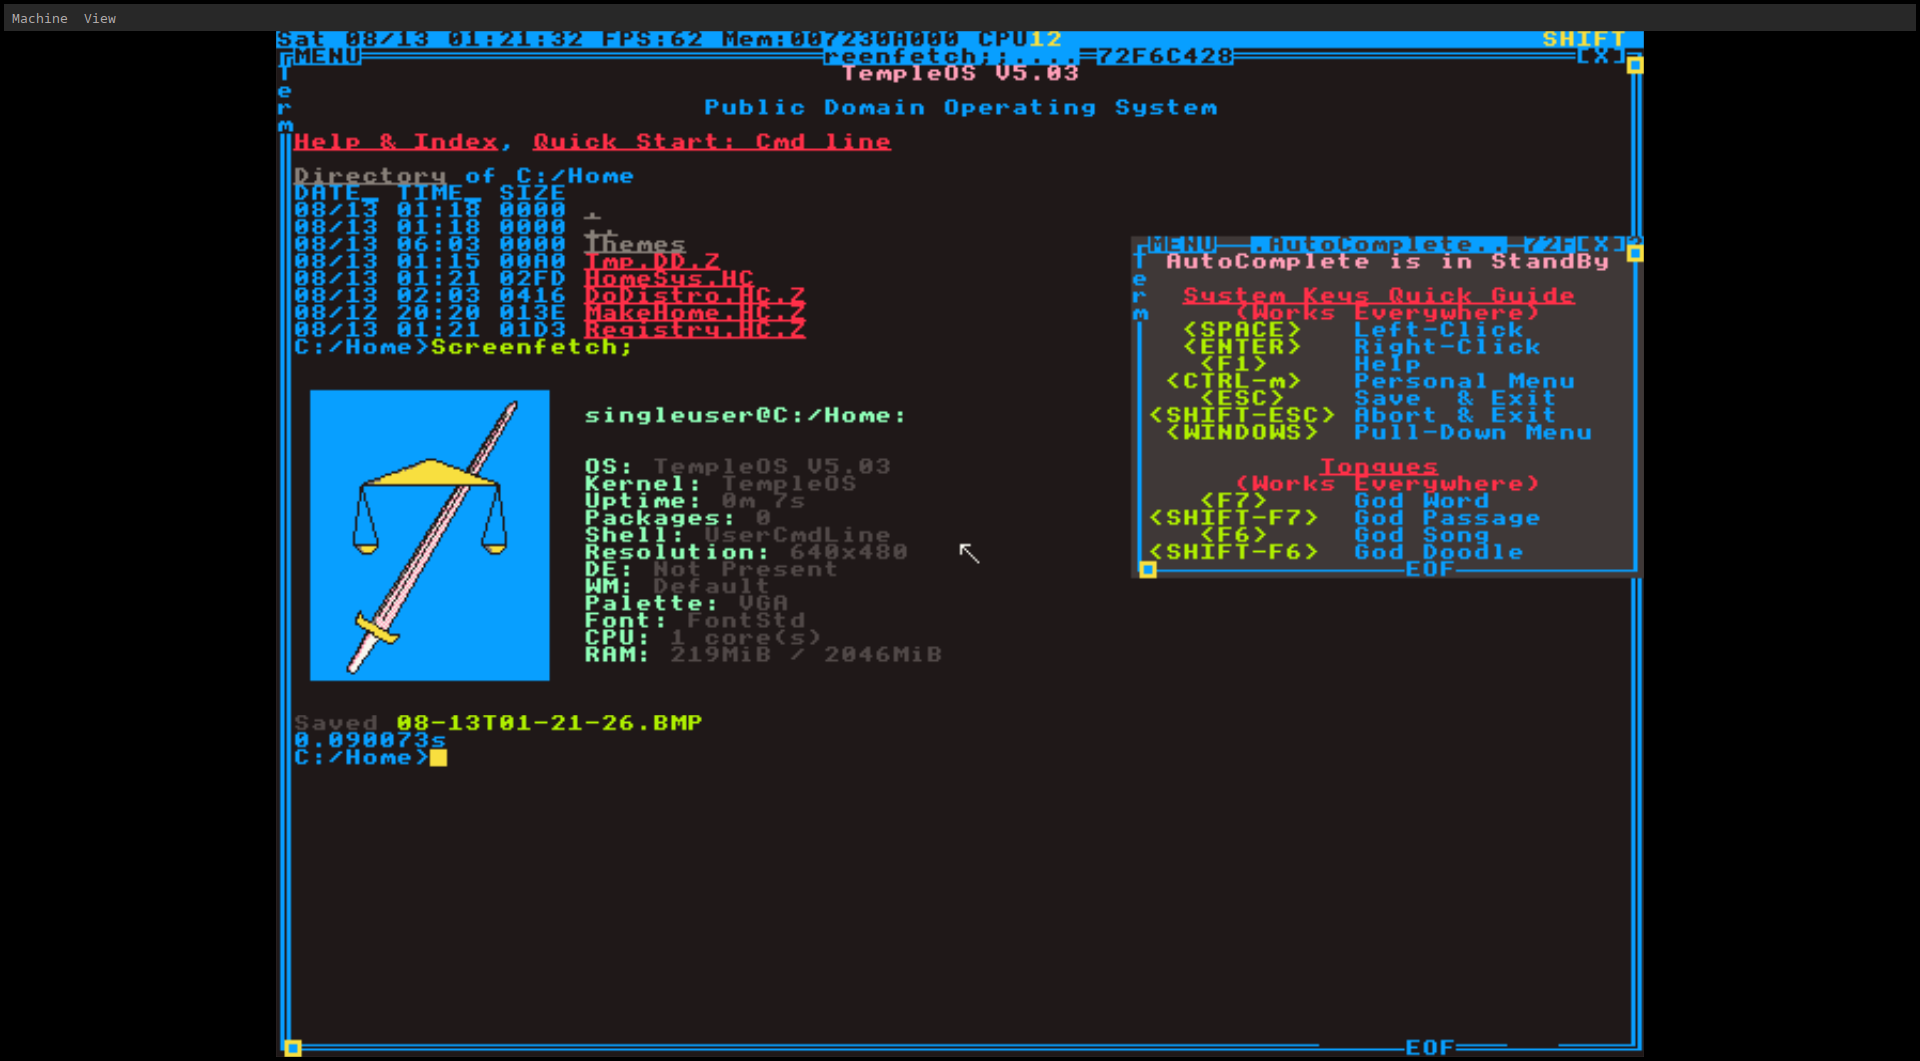 Machine View
Sat 08/13 01:21:32 FPS:62 Mem:007230A000 CPU12 SHIFT
MENU reenfetch;:.... 72F6C428 [X]
Term
TempleOS V5.03
Public Domain Operating System
Help & Index, Quick Start: Cmd line
Directory of C:/Home
DATE_ TIME_ SIZE
08/13 01:18 0000 .
08/13 01:18 0000 ..
08/13 06:03 0000 Themes
08/13 01:15 00A0 Tmp.DD.Z
08/13 01:21 02FD HomeSys.HC
08/13 02:03 0416 DoDistro.HC.Z
08/12 20:20 013E MakeHome.HC.Z
08/13 01:21 01D3 Registry.HC.Z
C:/Home>Screenfetch;
singleuser@C:/Home:
OS: TempleOS V5.03
Kernel: TempleOS
Uptime: 0m 7s
Packages: 0
Shell: UserCmdLine
Resolution: 640x480
DE: Not Present
WM: Default
Palette: VGA
Font: FontStd
CPU: 1 core(s)
RAM: 219MiB / 2046MiB
Saved 08-13T01-21-26.BMP
0.090073s
C:/Home>
EOF
MENU .AutoComplete.. 72F[X]?
Term
AutoComplete is in StandBy
System Keys Quick Guide
(Works Everywhere)
<SPACE> Left-Click
<ENTER> Right-Click
<F1> Help
<CTRL-m> Personal Menu
<ESC> Save & Exit
<SHIFT-ESC> Abort & Exit
<WINDOWS> Pull-Down Menu
Tongues
(Works Everywhere)
<F7> God Word
<SHIFT-F7> God Passage
<F6> God Song
<SHIFT-F6> God Doodle
EOF